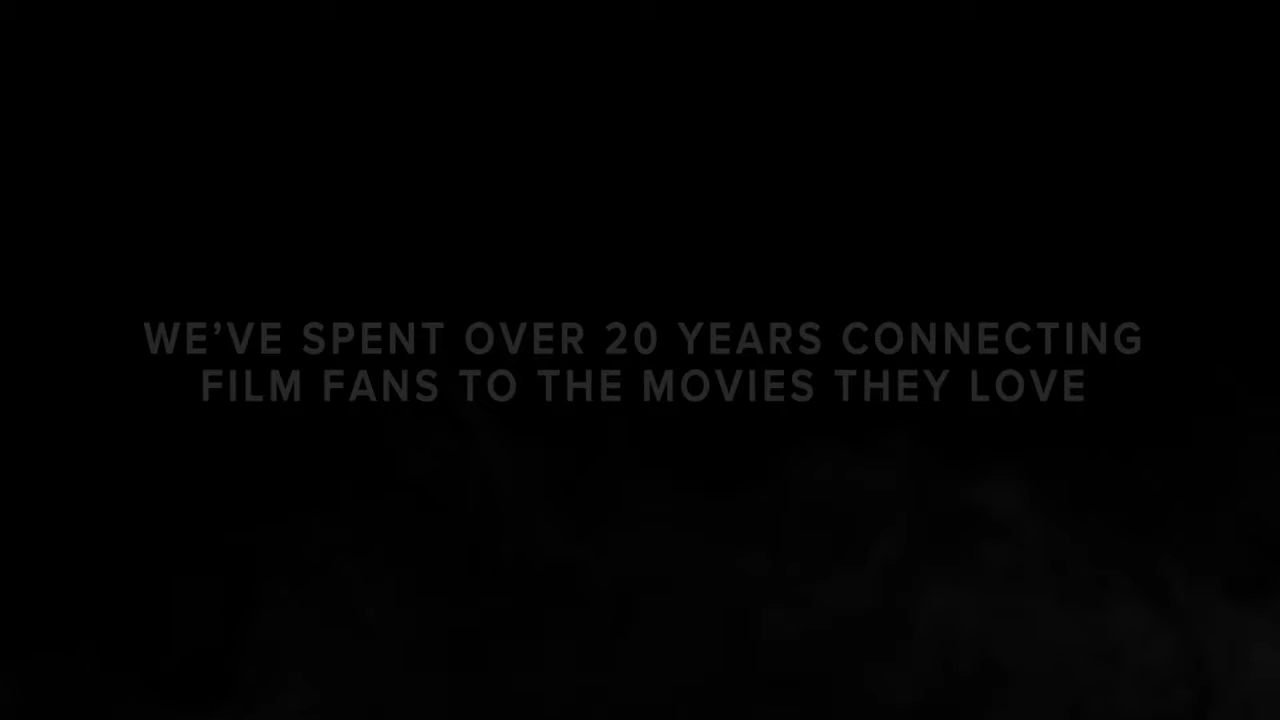 WE’VE SPENT OVER 20 YEARS CONNECTING
FILM FANS TO THE MOVIES THEY LOVE